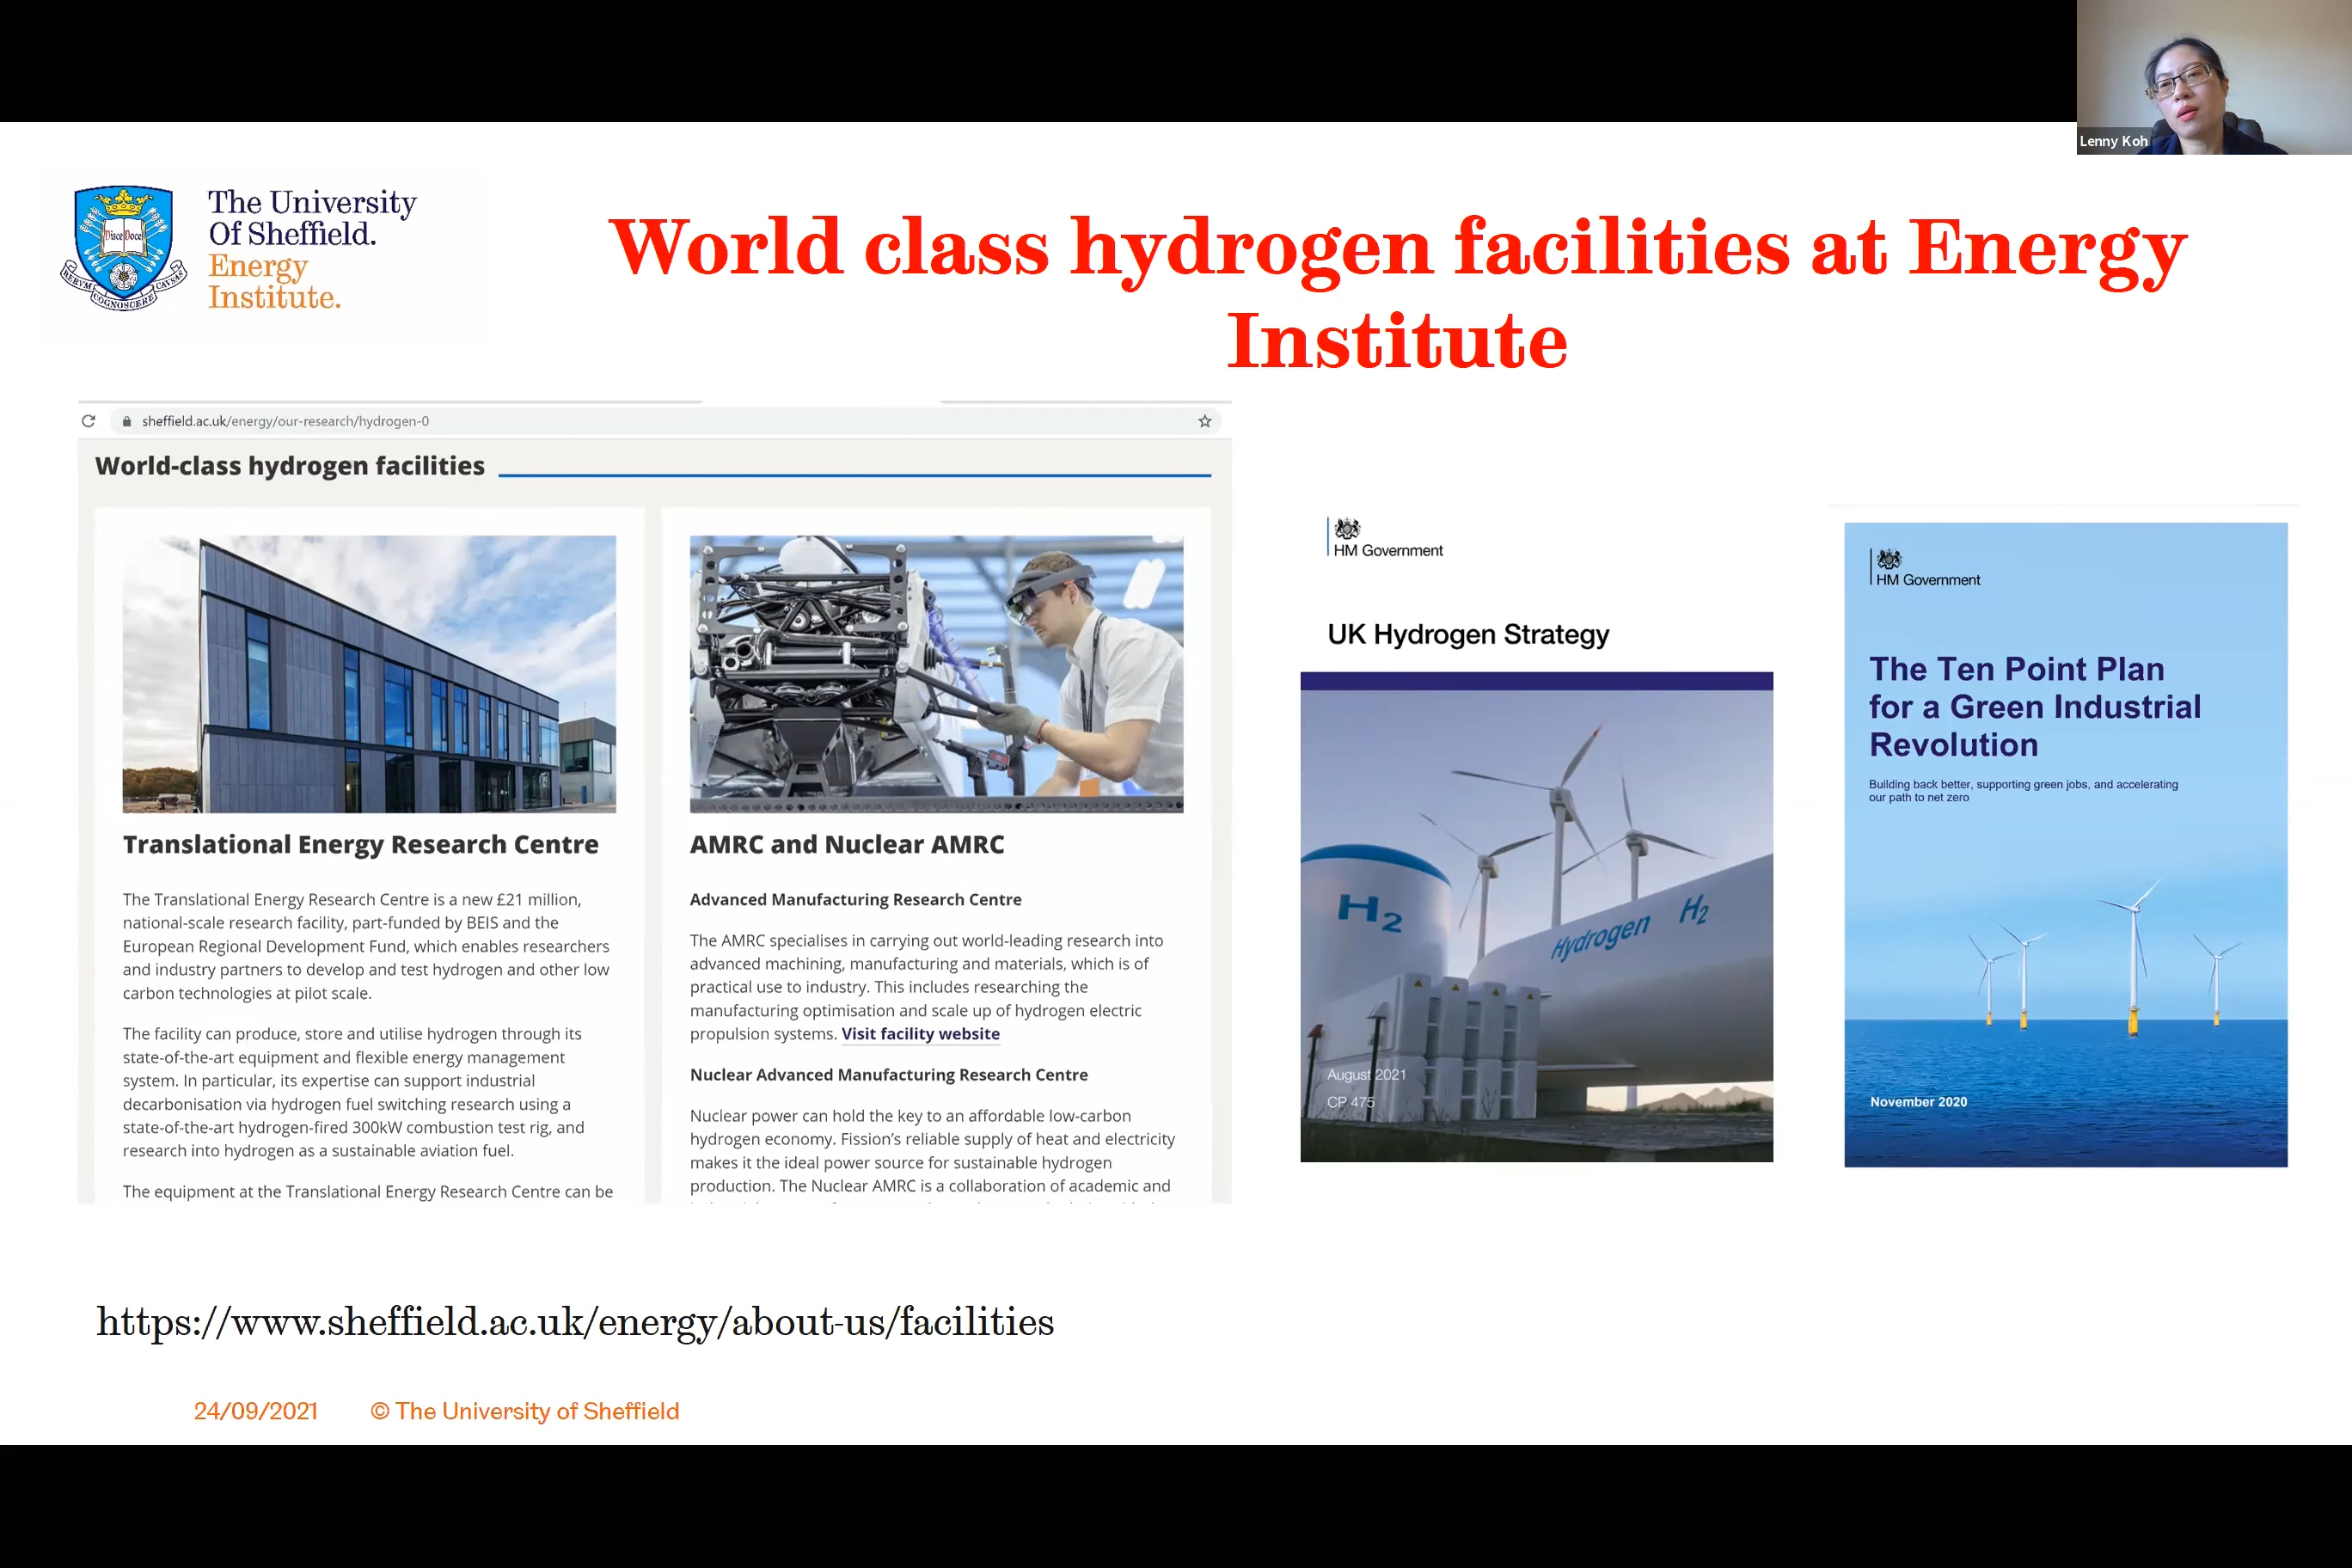 Lenny Koh
The University
Of Sheffield.
Energy
Institute.
Disce Doce
RERVM COGNOSCERE CAVSAS
World class hydrogen facilities at Energy
Institute
sheffield.ac.uk/energy/our-research/hydrogen-0
World-class hydrogen facilities
Translational Energy Research Centre
The Translational Energy Research Centre is a new £21 million,
national-scale research facility, part-funded by BEIS and the
European Regional Development Fund, which enables researchers
and industry partners to develop and test hydrogen and other low
carbon technologies at pilot scale.
The facility can produce, store and utilise hydrogen through its
state-of-the-art equipment and flexible energy management
system. In particular, its expertise can support industrial
decarbonisation via hydrogen fuel switching research using a
state-of-the-art hydrogen-fired 300kW combustion test rig, and
research into hydrogen as a sustainable aviation fuel.
The equipment at the Translational Energy Research Centre can be
AMRC and Nuclear AMRC
Advanced Manufacturing Research Centre
The AMRC specialises in carrying out world-leading research into
advanced machining, manufacturing and materials, which is of
practical use to industry. This includes researching the
manufacturing optimisation and scale up of hydrogen electric
propulsion systems. Visit facility website
Nuclear Advanced Manufacturing Research Centre
Nuclear power can hold the key to an affordable low-carbon
hydrogen economy. Fission's reliable supply of heat and electricity
makes it the ideal power source for sustainable hydrogen
production. The Nuclear AMRC is a collaboration of academic and
HM Government
UK Hydrogen Strategy
H2
Hydrogen H2
August 2021
CP 475
HM Government
The Ten Point Plan
for a Green Industrial
Revolution
Building back better, supporting green jobs, and accelerating
our path to net zero
November 2020
https://www.sheffield.ac.uk/energy/about-us/facilities
24/09/2021 © The University of Sheffield